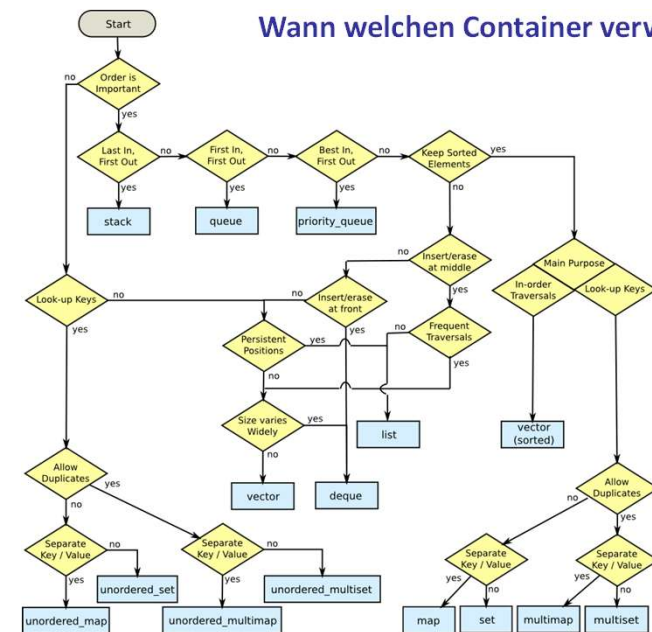 Start
Wann welchen Container verw
no
Order is
Important
yes
Last In,
First Out
no
First In,
First Out
no
Best In,
First Out
no
Keep Sorted
Elements
yes
yes
yes
yes
no
stack
queue
priority_queue
Look-up Keys
no
yes
Insert/erase
at front
no
yes
Insert/erase
at middle
no
yes
Main Purpose
In-order
Traversals
Look-up Keys
Persistent
Positions
yes
no
Frequent
Traversals
no
yes
Size varies
Widely
yes
no
list
vector
(sorted)
vector
deque
Allow
Duplicates
yes
no
Allow
Duplicates
no
yes
Separate
Key / Value
no
yes
Separate
Key / Value
no
yes
Separate
Key / Value
yes
no
Separate
Key / Value
yes
no
unordered_set
unordered_multiset
unordered_map
unordered_multimap
map
set
multimap
multiset